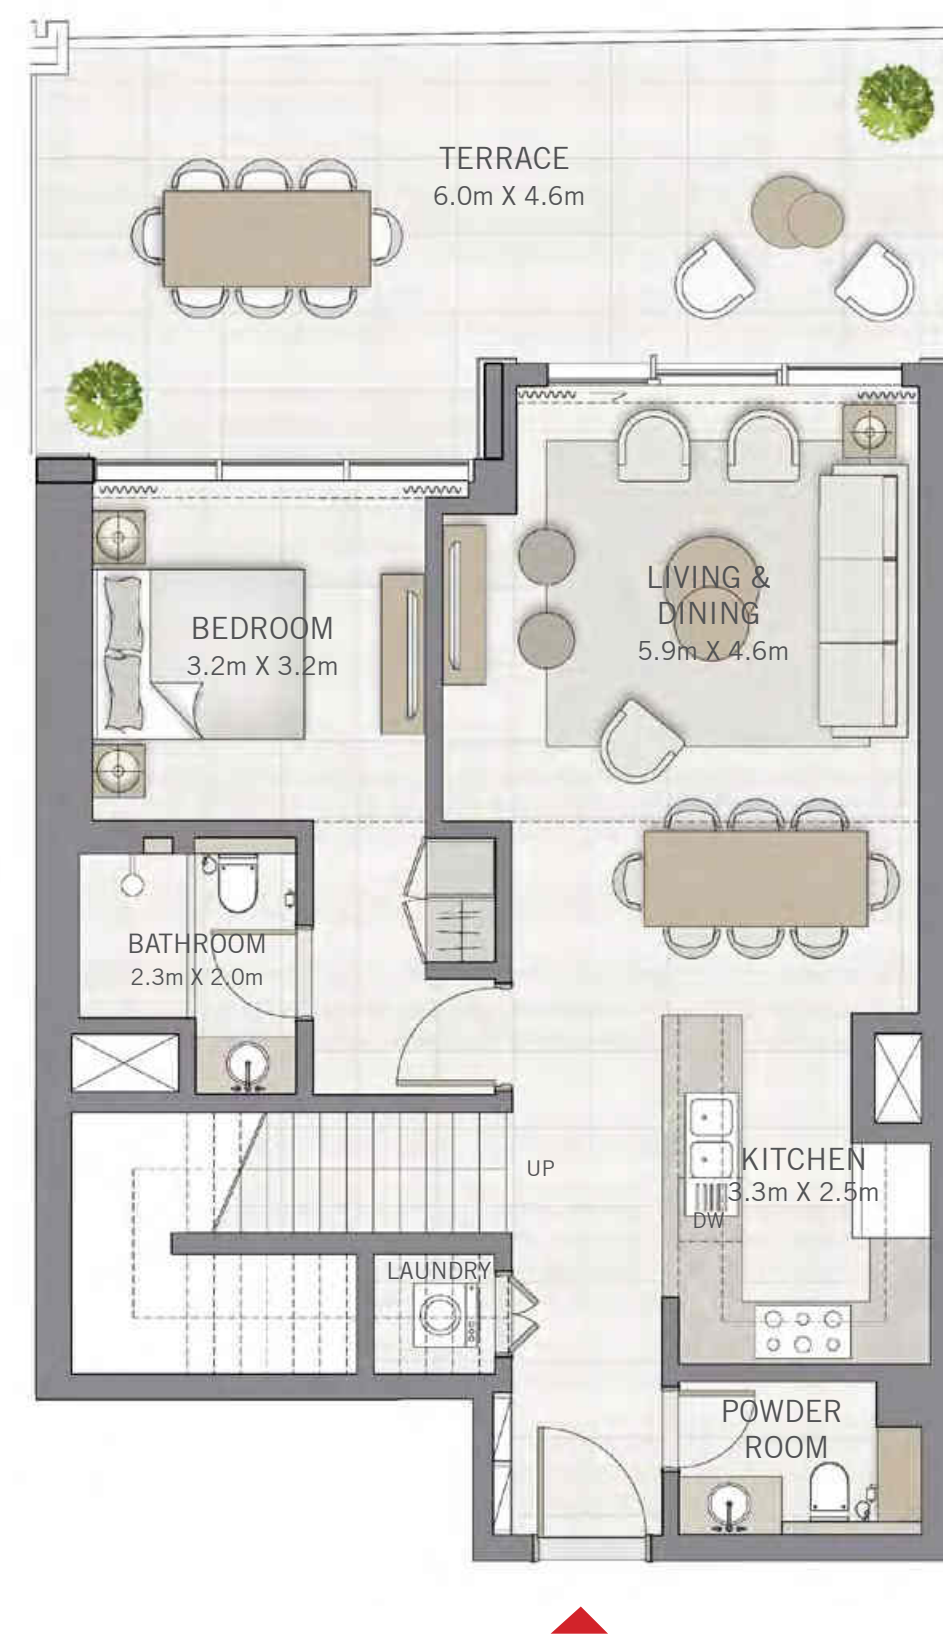 TERRACE
6.0m X 4.6m
LIVING &
DINING
5.9m X 4.6m
BEDROOM
3.2m X 3.2m
BATHROOM
2.3m X 2.0m
UP
KITCHEN
3.3m X 2.5m
DW
LAUNDRY
POWDER
ROOM